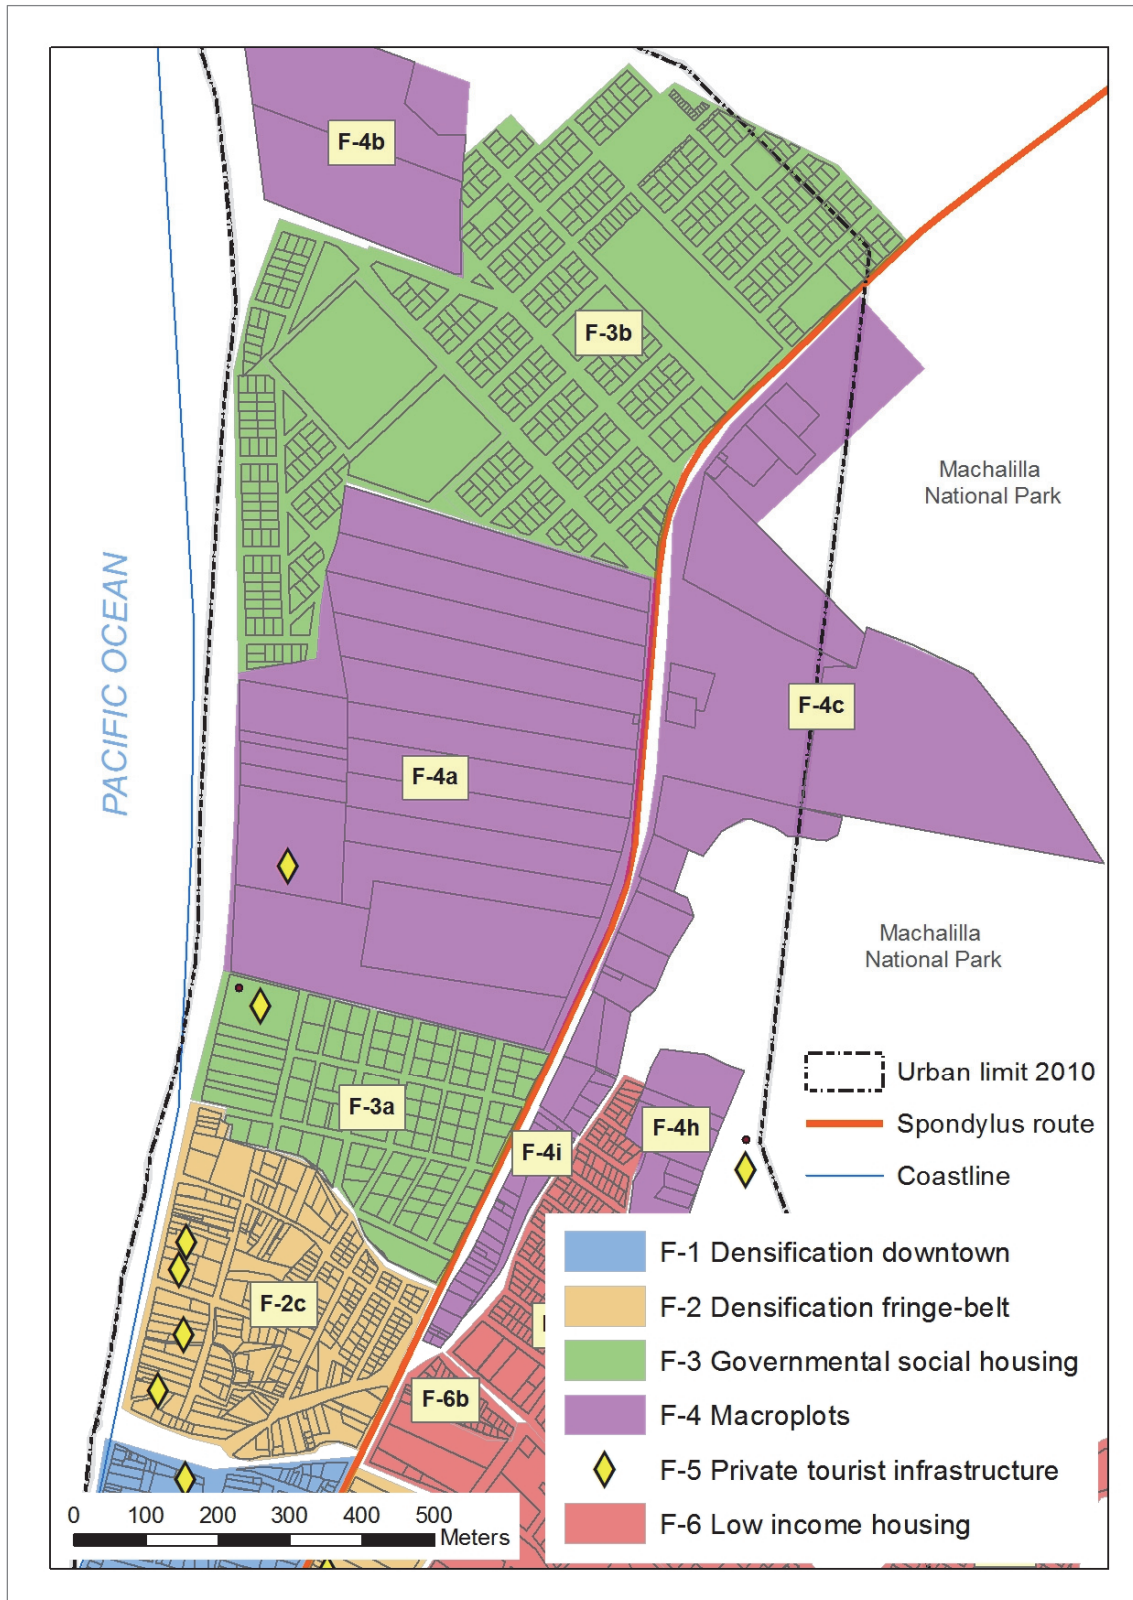 F-4b
F-3b
Machalilla
National Park
PACIFIC OCEAN
F-4c
F-4a
Machalilla
National Park
Urban limit 2010
F-3a
F-4h
Spondylus route
F-4i
Coastline
F-1 Densification downtown
F-2c
F-2 Densification fringe-belt
F-3 Governmental social housing
F-6b
F-4 Macroplots
F-5 Private tourist infrastructure
0 100 200 300 400 500
Meters
F-6 Low income housing